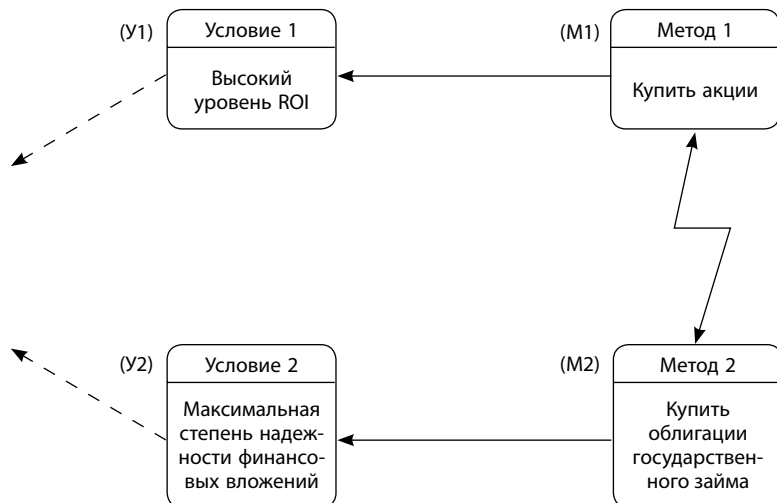 (У1)
Условие 1
Высокий
уровень ROI
(М1)
Метод 1
Купить акции
(У2)
Условие 2
Максимальная
степень надеж-
ности финансо-
вых вложений
(М2)
Метод 2
Купить
облигации
государствен-
ного займа